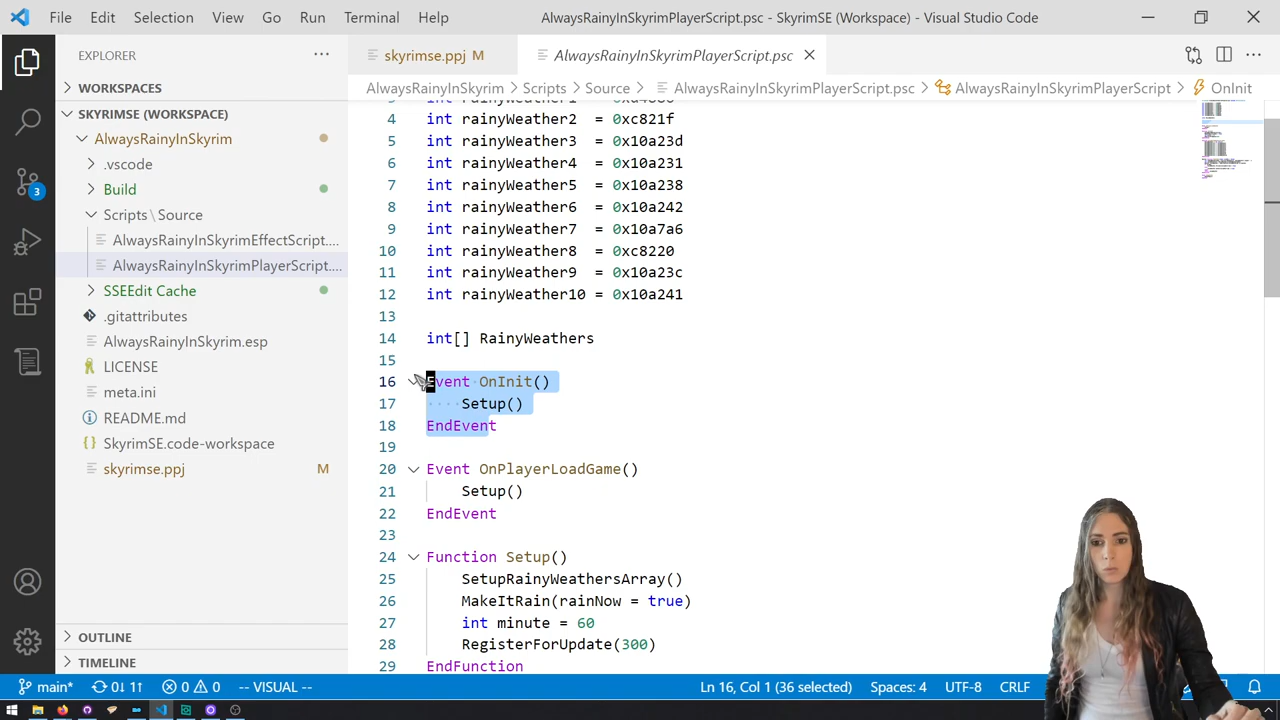 File Edit Selection View Go Run Terminal Help AlwaysRainyInSkyrimPlayerScript.psc - SkyrimSE (Workspace) - Visual Studio Code
EXPLORER ···
skyrimse.ppj M AlwaysRainyInSkyrimPlayerScript.psc
WORKSPACES
AlwaysRainyInSkyrim > Scripts > Source > AlwaysRainyInSkyrimPlayerScript.psc > AlwaysRainyInSkyrimPlayerScript > OnInit
SKYRIMSE (WORKSPACE)
AlwaysRainyInSkyrim
.vscode
Build
Scripts\Source
AlwaysRainyInSkyrimEffectScript....
AlwaysRainyInSkyrimPlayerScript....
SSEEdit Cache
.gitattributes
AlwaysRainyInSkyrim.esp
LICENSE
meta.ini
README.md
SkyrimSE.code-workspace
skyrimse.ppj M
OUTLINE
TIMELINE
4 int rainyWeather2 = 0xc821f
5 int rainyWeather3 = 0x10a23d
6 int rainyWeather4 = 0x10a231
7 int rainyWeather5 = 0x10a238
8 int rainyWeather6 = 0x10a242
9 int rainyWeather7 = 0x10a7a6
10 int rainyWeather8 = 0xc8220
11 int rainyWeather9 = 0x10a23c
12 int rainyWeather10 = 0x10a241
13
14 int[] RainyWeathers
15
16 Event OnInit()
17 Setup()
18 EndEvent
19
20 Event OnPlayerLoadGame()
21 Setup()
22 EndEvent
23
24 Function Setup()
25 SetupRainyWeathersArray()
26 MakeItRain(rainNow = true)
27 int minute = 60
28 RegisterForUpdate(300)
29 EndFunction
3
main* 0↓ 1↑ 0 0 -- VISUAL -- Ln 16, Col 1 (36 selected) Spaces: 4 UTF-8 CRLF